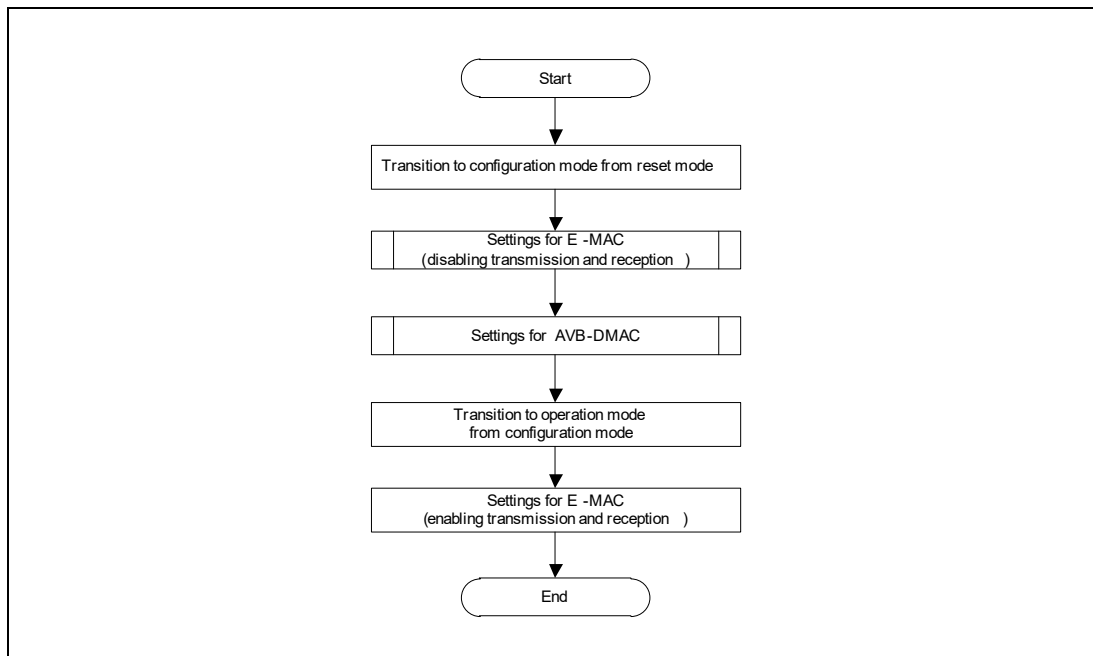 Start
Transition to configuration mode from reset mode
Settings for E -MAC
(disabling transmission and reception )
Settings for AVB-DMAC
Transition to operation mode
from configuration mode
Settings for E -MAC
(enabling transmission and reception )
End